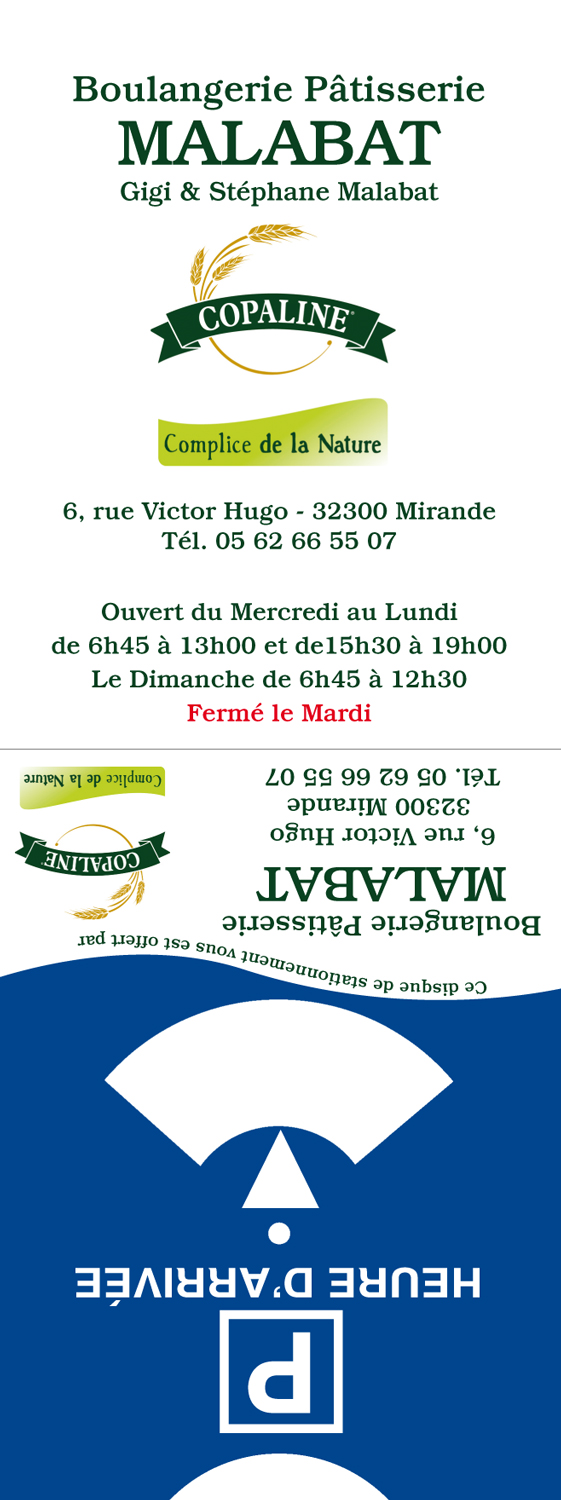 Boulangerie Pâtisserie
MALABAT
Gigi & Stéphane Malabat
COPALINE®
Complice de la Nature
6, rue Victor Hugo - 32300 Mirande
Tél. 05 62 66 55 07
Ouvert du Mercredi au Lundi
de 6h45 à 13h00 et de15h30 à 19h00
Le Dimanche de 6h45 à 12h30
Fermé le Mardi
P
HEURE D'ARRIVÉE
Ce disque de stationnement vous est offert par
Boulangerie Pâtisserie
MALABAT
6, rue Victor Hugo
32300 Mirande
Tél. 05 62 66 55 07
COPALINE
Complice de la Nature